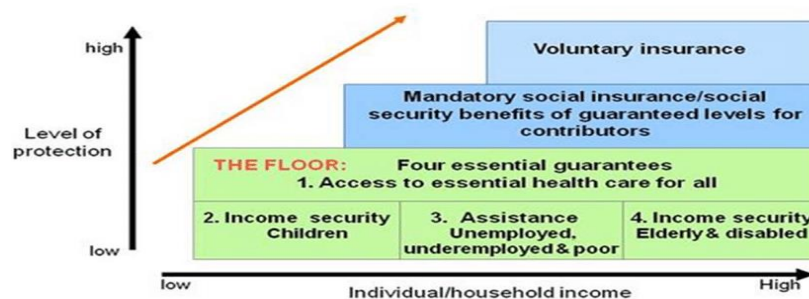 high
Level of
protection
low
Voluntary insurance
Mandatory social insurance/social
security benefits of guaranteed levels for
contributors
THE FLOOR: Four essential guarantees
1. Access to essential health care for all
2. Income security
Children
3. Assistance
Unemployed,
underemployed & poor
4. Income security
Elderly & disabled
low
Individual/household income
High